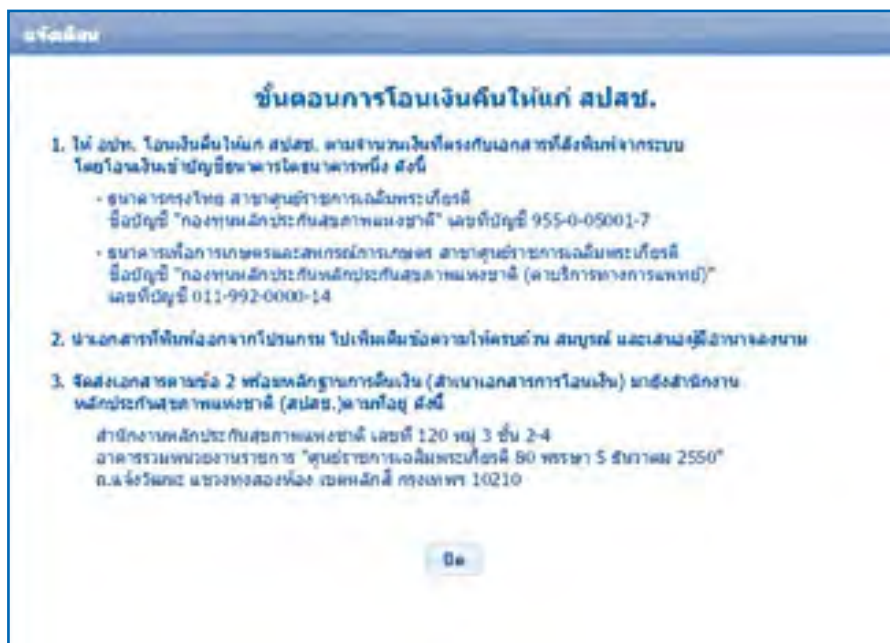 แจ้งเตือน
ขั้นตอนการโอนเงินคืนให้แก่ สปสช.
1. ให้ อปท. โอนเงินคืนให้แก่ สปสช. ตามจำนวนเงินที่ตรงกับเอกสารที่สั่งพิมพ์จากระบบ
โดยโอนเงินเข้าบัญชีธนาคารใดธนาคารหนึ่ง ดังนี้
- ธนาคารกรุงไทย สาขาศูนย์ราชการเฉลิมพระเกียรติ
ชื่อบัญชี "กองทุนหลักประกันสุขภาพแห่งชาติ" เลขที่บัญชี 955-0-05001-7
- ธนาคารเพื่อการเกษตรและสหกรณ์การเกษตร สาขาศูนย์ราชการเฉลิมพระเกียรติ
ชื่อบัญชี "กองทุนหลักประกันหลักประกันสุขภาพแห่งชาติ (ค่าบริการทางการแพทย์)"
เลขที่บัญชี 011-992-0000-14
2. นำเอกสารที่พิมพ์ออกจากโปรแกรม ไปเพิ่มเติมข้อความให้ครบถ้วน สมบูรณ์ และเสนอผู้มีอำนาจลงนาม
3. จัดส่งเอกสารตามข้อ 2 พร้อมหลักฐานการคืนเงิน (สำเนาเอกสารการโอนเงิน) มายังสำนักงาน
หลักประกันสุขภาพแห่งชาติ (สปสช.)ตามที่อยู่ ดังนี้
สำนักงานหลักประกันสุขภาพแห่งชาติ เลขที่ 120 หมู่ 3 ชั้น 2-4
อาคารรวมหน่วยงานราชการ "ศูนย์ราชการเฉลิมพระเกียรติ 80 พรรษา 5 ธันวาคม 2550"
ถ.แจ้งวัฒนะ แขวงทุ่งสองห้อง เขตหลักสี่ กรุงเทพฯ 10210
ปิด